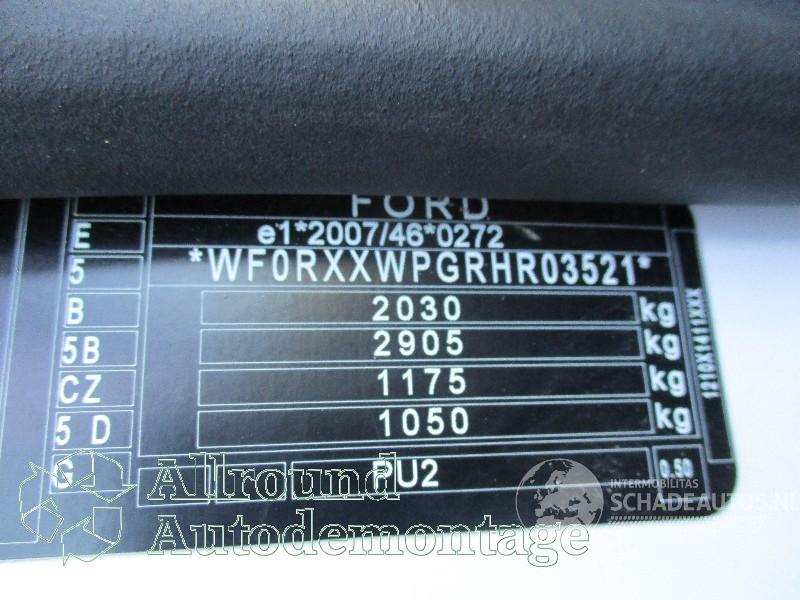 FORD
E e1*2007/46*0272
5 *WF0RXXWPGRHR03521*
B 2030 kg
5B 2905 kg
CZ 1175 kg
5 D 1050 kg
G PU2 0.50
1210X1411XXX
Allround
Autodemontage
INTERMOBILITAS
SCHADEAUTOS.NL